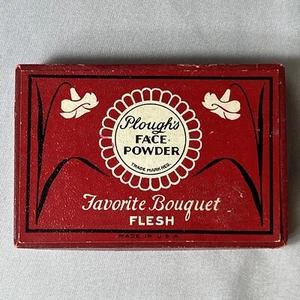 Plough's
FACE
POWDER
TRADE MARK REG.
Favorite Bouquet
FLESH
MADE IN U.S.A.